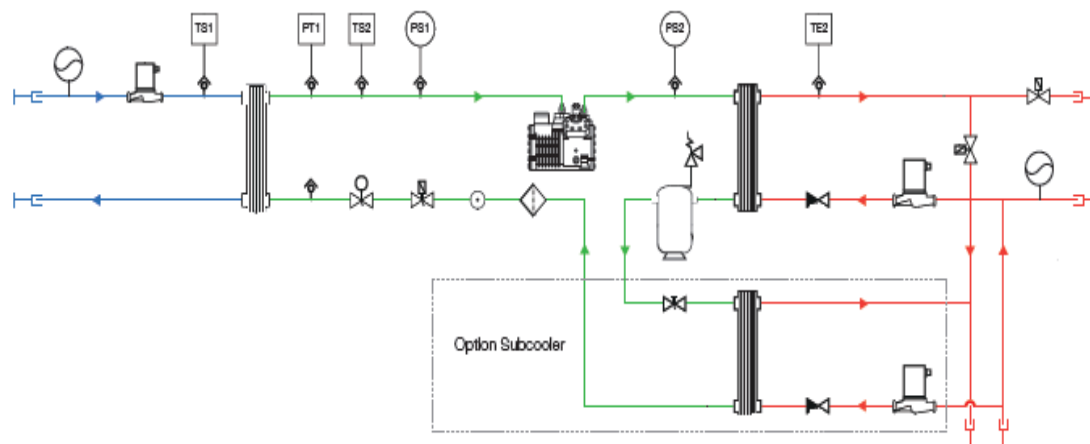 TS1
PT1
TS2
PS1
PS2
TE2
Option Subcooler